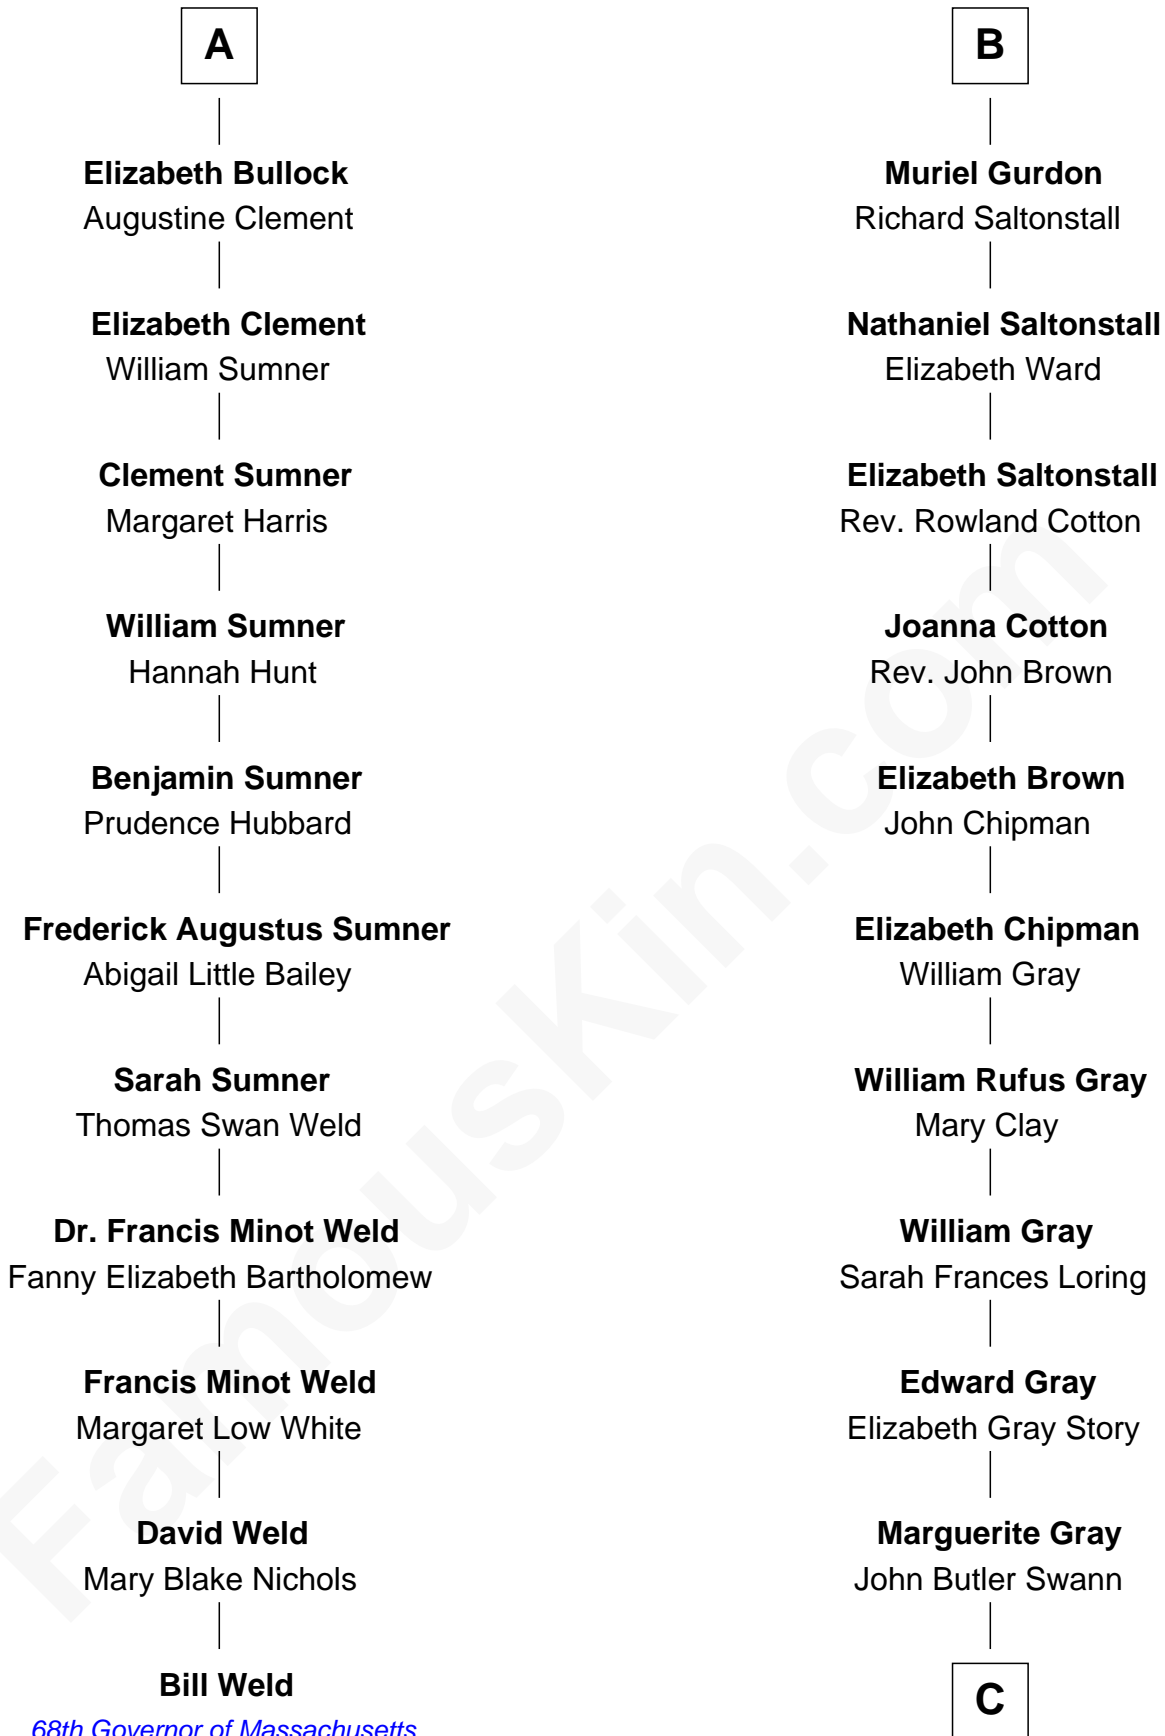 A
Elizabeth Bullock
Augustine Clement
Elizabeth Clement
William Sumner
Clement Sumner
Margaret Harris
William Sumner
Hannah Hunt
Benjamin Sumner
Prudence Hubbard
Frederick Augustus Sumner
Abigail Little Bailey
Sarah Sumner
Thomas Swan Weld
Dr. Francis Minot Weld
Fanny Elizabeth Bartholomew
Francis Minot Weld
Margaret Low White
David Weld
Mary Blake Nichols
Bill Weld
68th Governor of Massachusetts
B
Muriel Gurdon
Richard Saltonstall
Nathaniel Saltonstall
Elizabeth Ward
Elizabeth Saltonstall
Rev. Rowland Cotton
Joanna Cotton
Rev. John Brown
Elizabeth Brown
John Chipman
Elizabeth Chipman
William Gray
William Rufus Gray
Mary Clay
William Gray
Sarah Frances Loring
Edward Gray
Elizabeth Gray Story
Marguerite Gray
John Butler Swann
C
FamousKin.com